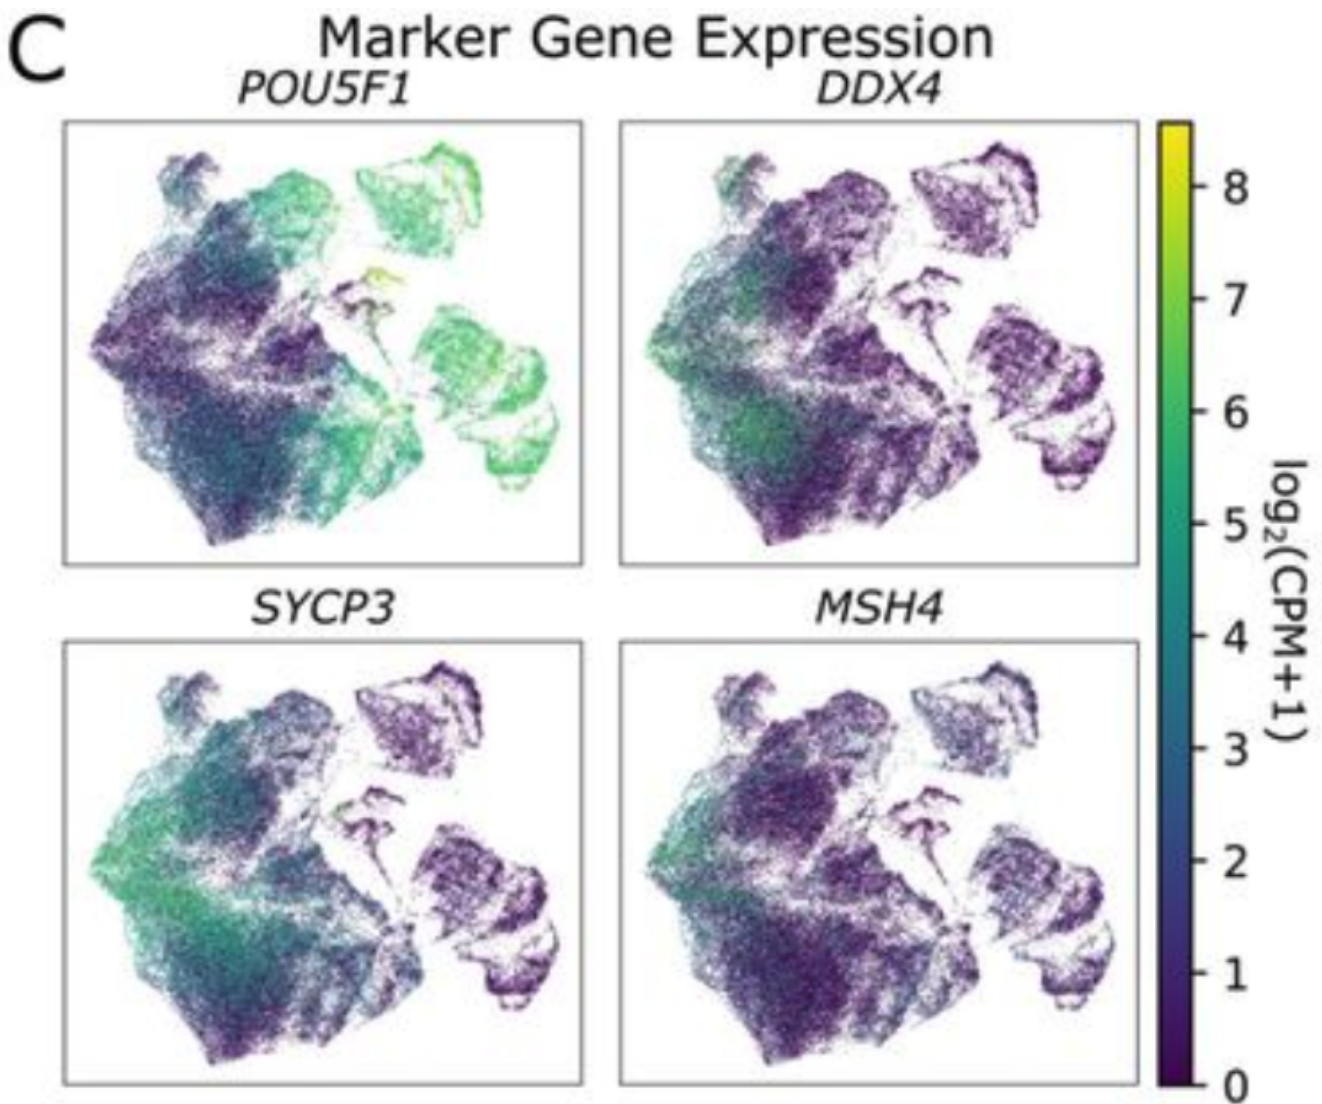 C
Marker Gene Expression
POU5F1
DDX4
SYCP3
MSH4
8
7
6
5
4
3
2
1
0
log₂(CPM+1)